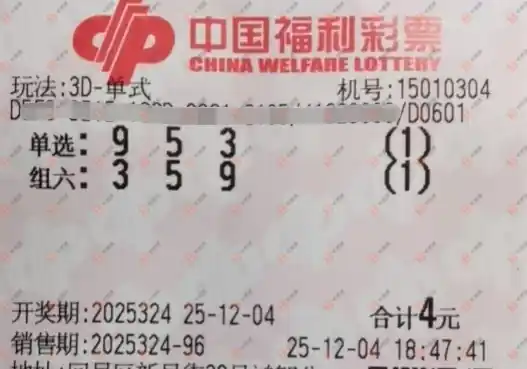 中国福利彩票
CHINA WELFARE LOTTERY
玩法:3D-单式 机号:15010304
/D0601
单选: 9 5 3 (1)
组六: 3 5 9 (1)
开奖期:2025324 25-12-04 合计4元
销售期:2025324-96 25-12-04 18:47:41